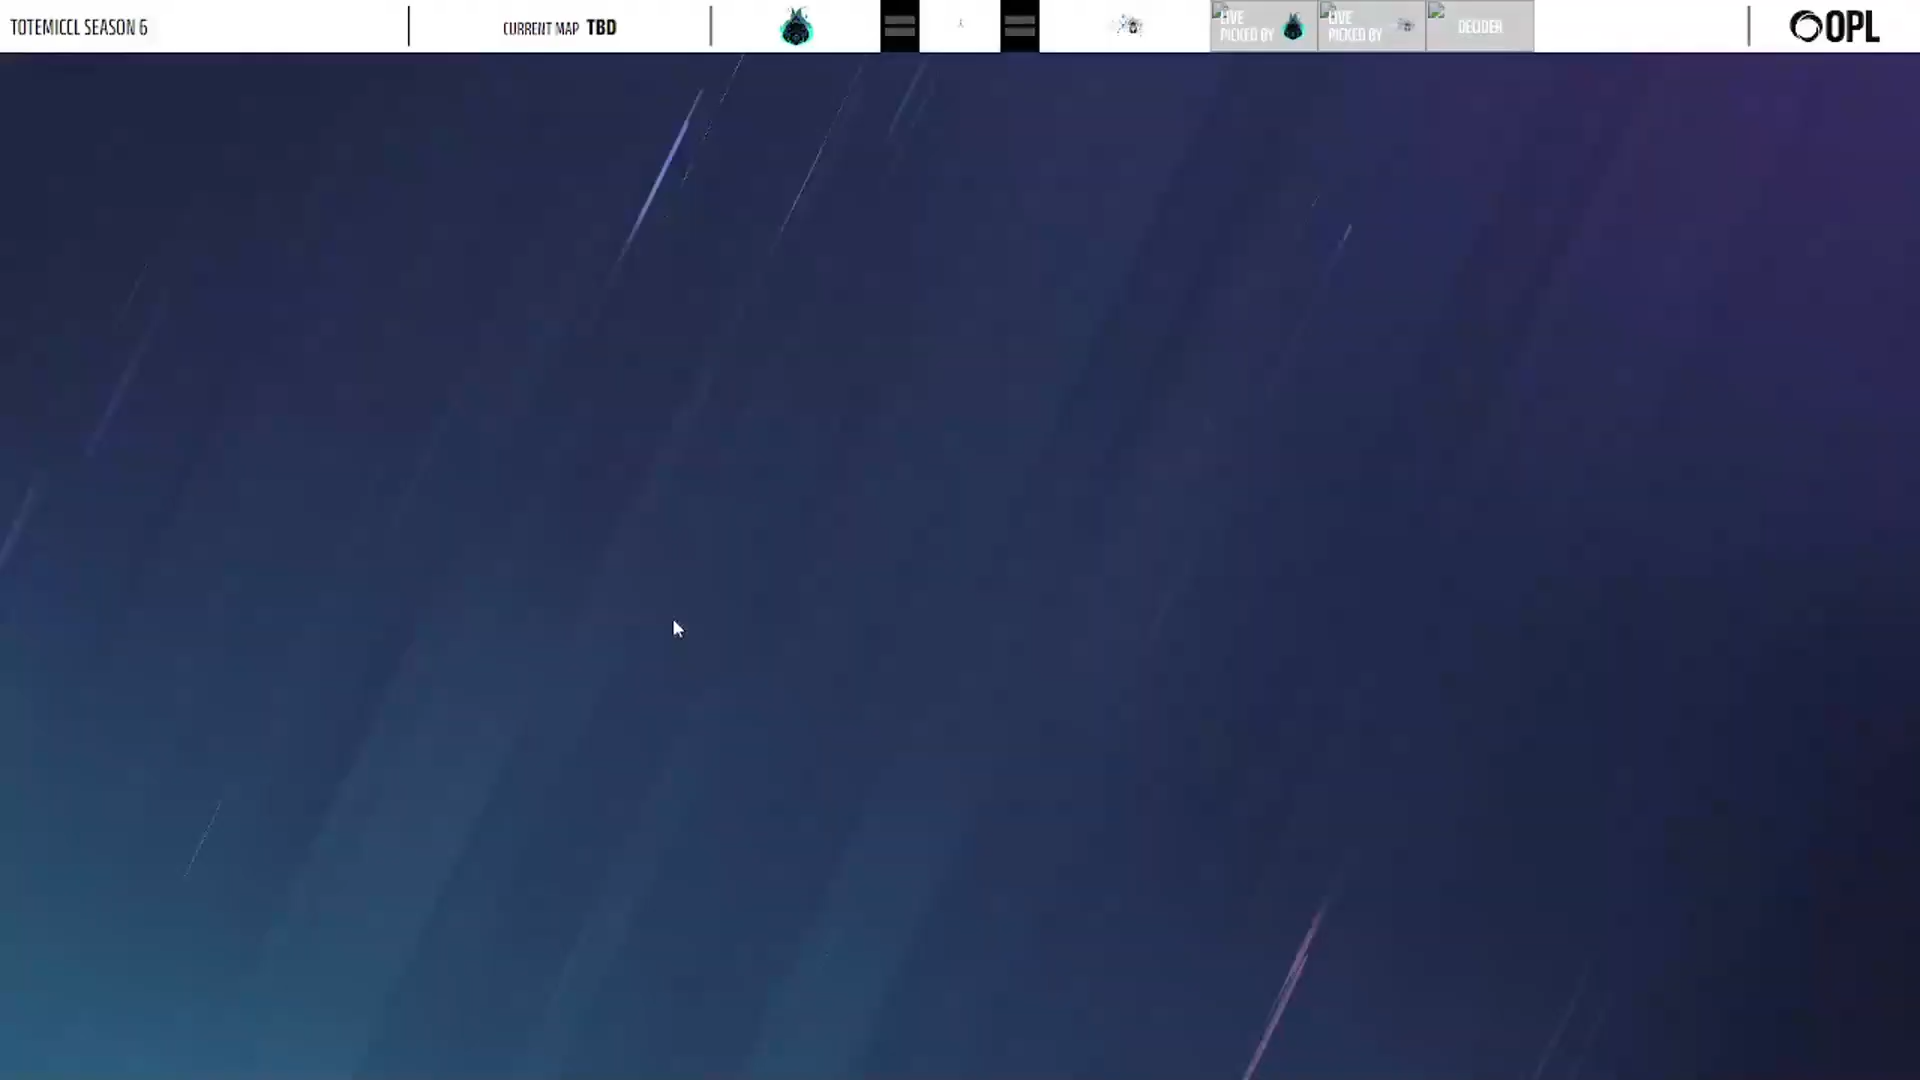 TOTEMICCL SEASON 6
CURRENT MAP TBD
LIVE
PICKED BY
LIVE
PICKED BY
DECIDER
OPL